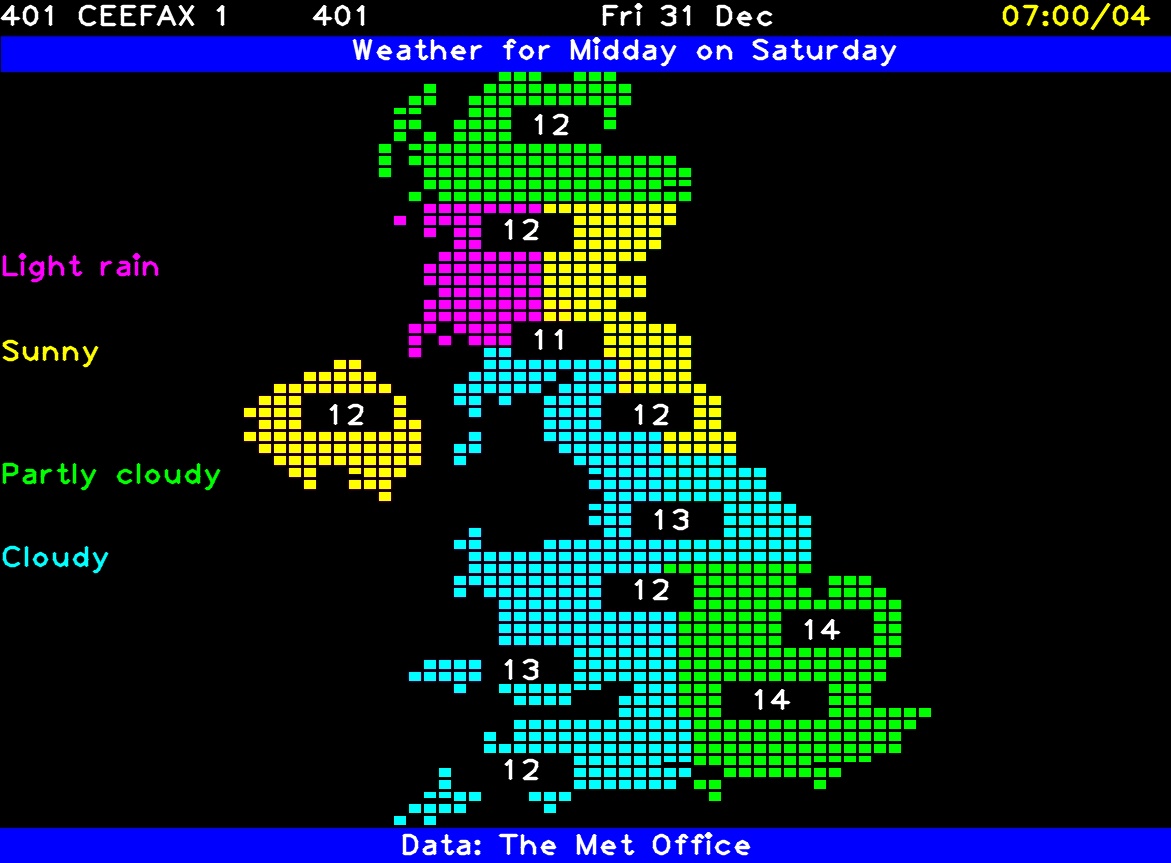 401 CEEFAX 1 401 Fri 31 Dec 07:00/04
Weather for Midday on Saturday
12
12
Light rain
11
Sunny
12 12
Partly cloudy
13
Cloudy
12
14
13
14
12
Data: The Met Office